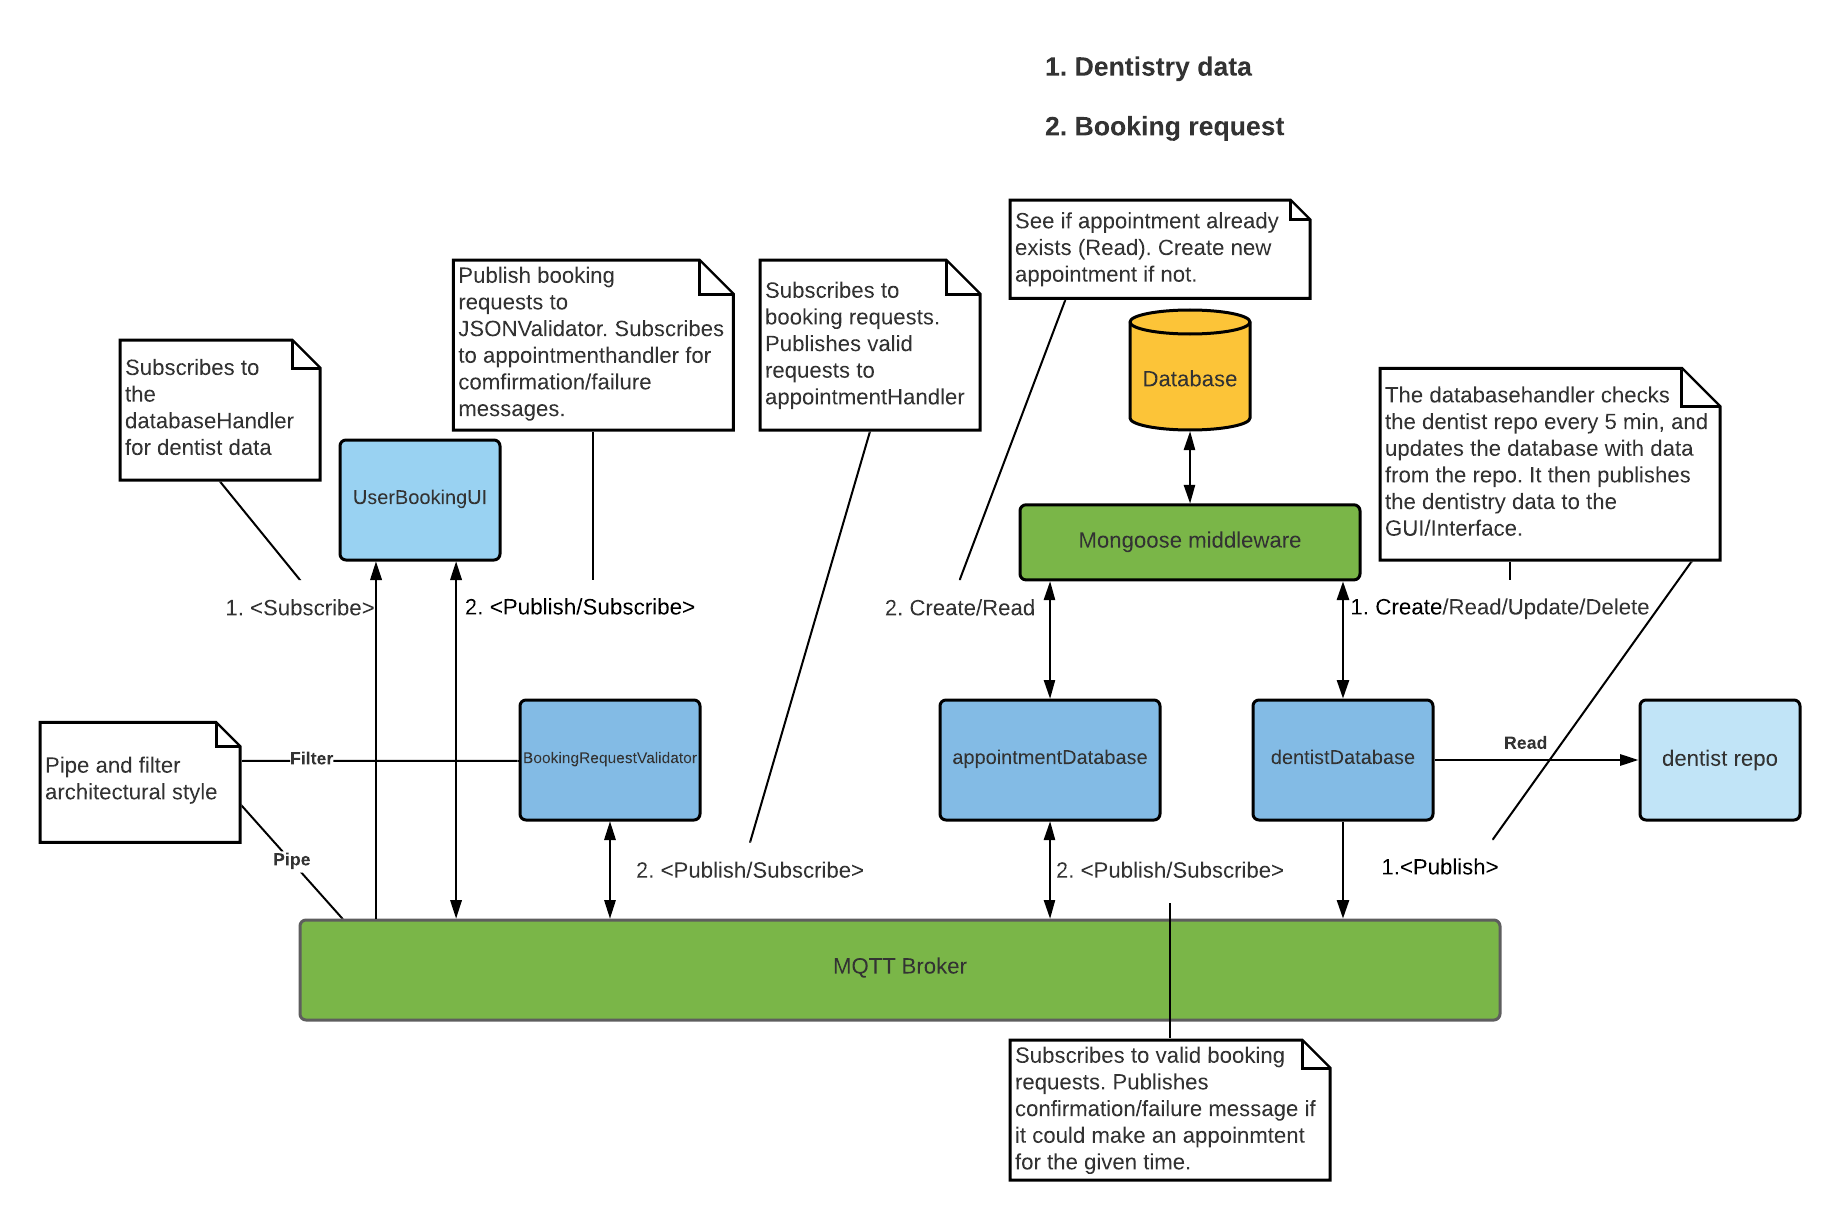 1. Dentistry data
2. Booking request
See if appointment already
exists (Read). Create new
appointment if not.
Publish booking
requests to
JSONValidator. Subscribes
to appointmenthandler for
comfirmation/failure
messages.
Subscribes to
booking requests.
Publishes valid
requests to
appointmentHandler
Subscribes to
the
databaseHandler
for dentist data
Database
The databasehandler checks
the dentist repo every 5 min, and
updates the database with data
from the repo. It then publishes
the dentistry data to the
GUI/Interface.
UserBookingUI
Mongoose middleware
1. <Subscribe>
2. <Publish/Subscribe>
2. Create/Read
1. Create/Read/Update/Delete
Pipe and filter
architectural style
Filter
BookingRequestValidator
appointmentDatabase
dentistDatabase
Read
dentist repo
Pipe
2. <Publish/Subscribe>
2. <Publish/Subscribe>
1.<Publish>
MQTT Broker
Subscribes to valid booking
requests. Publishes
confirmation/failure message if
it could make an appoinmtent
for the given time.